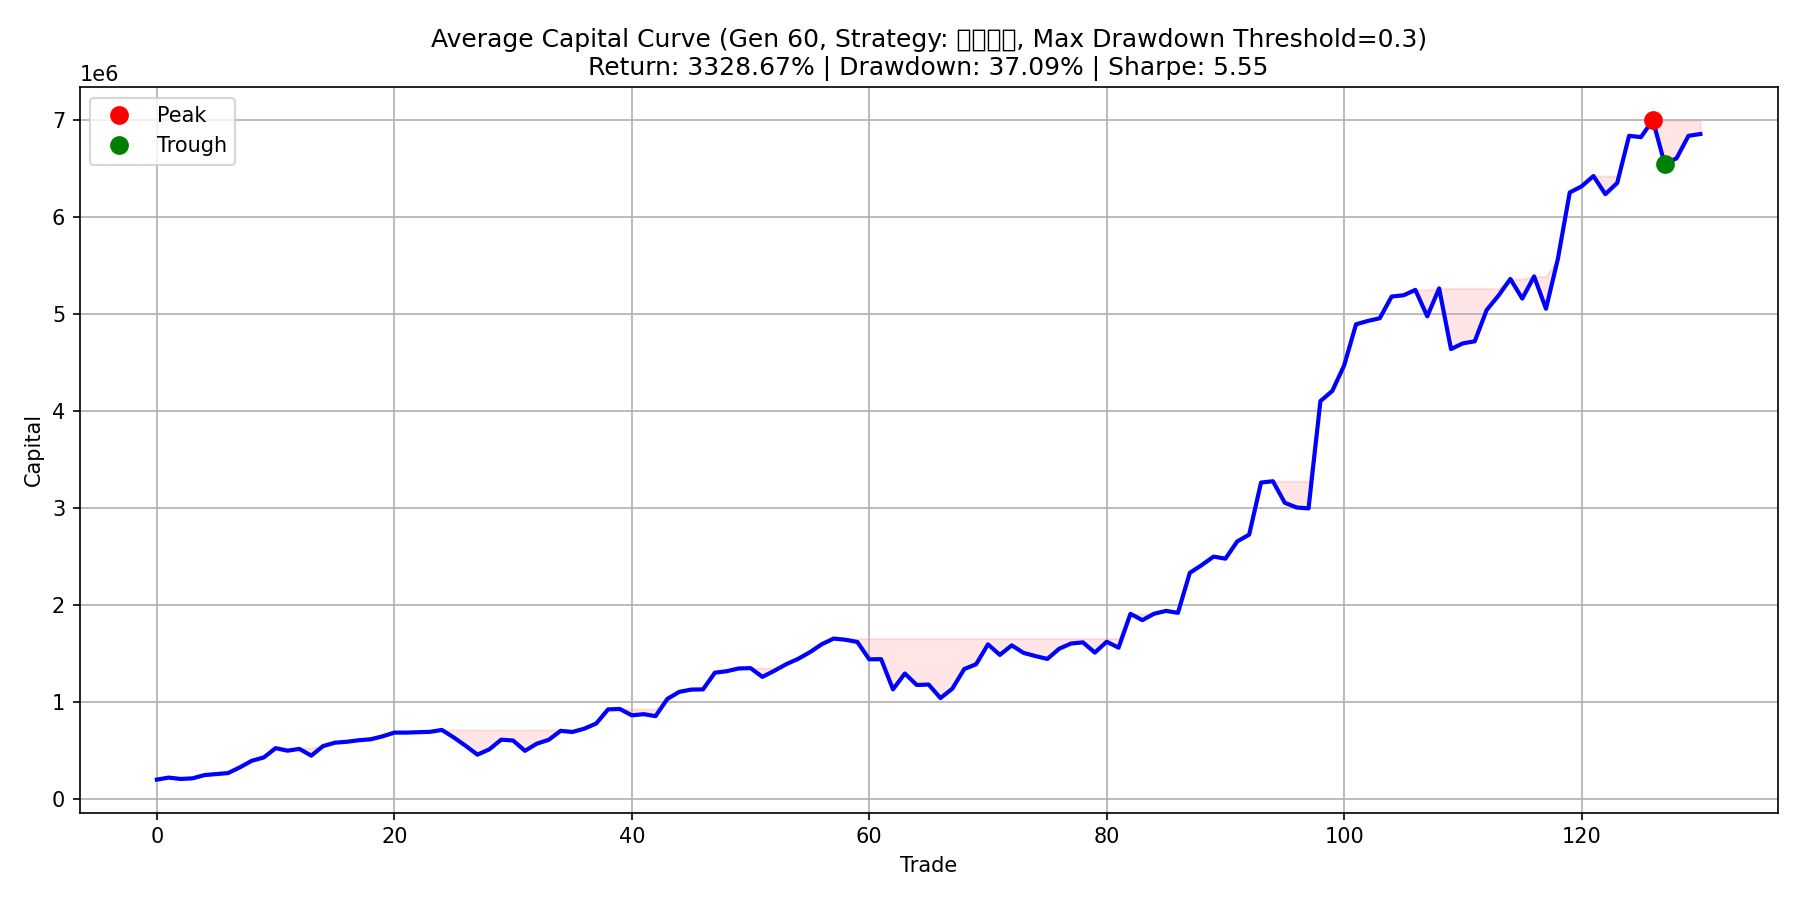 Average Capital Curve (Gen 60, Strategy: □□□□, Max Drawdown Threshold=0.3)
Return: 3328.67% | Drawdown: 37.09% | Sharpe: 5.55
1e6
Peak
Trough
7
6
5
4
3
2
1
0
Capital
0 20 40 60 80 100 120
Trade